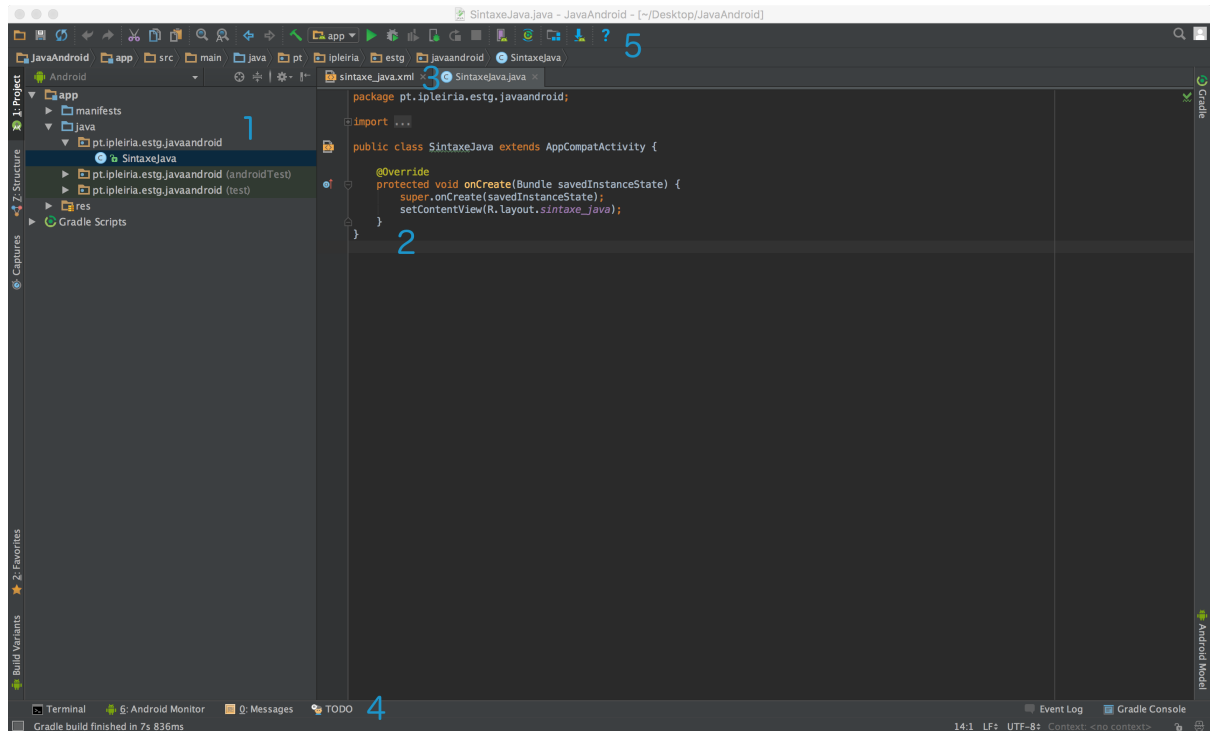 SintaxeJava.java - JavaAndroid - [~/Desktop/JavaAndroid]
app ? 5
JavaAndroid app src main java pt ipleiria estg javaandroid SintaxeJava
1: Project
Android
sintaxe_java.xml 3 SintaxeJava.java
Gradle
app
manifests
java 1
pt.ipleiria.estg.javaandroid
SintaxeJava
pt.ipleiria.estg.javaandroid (androidTest)
pt.ipleiria.estg.javaandroid (test)
res
Gradle Scripts
package pt.ipleiria.estg.javaandroid;
import ...
public class SintaxeJava extends AppCompatActivity {
@Override
protected void onCreate(Bundle savedInstanceState) {
super.onCreate(savedInstanceState);
setContentView(R.layout.sintaxe_java);
}
}
2
Z: Structure
Captures
2: Favorites
Build Variants
Android Model
Terminal 6: Android Monitor 0: Messages TODO 4 Event Log Gradle Console
Gradle build finished in 7s 836ms 14:1 LF÷ UTF-8÷ Context: <no context>